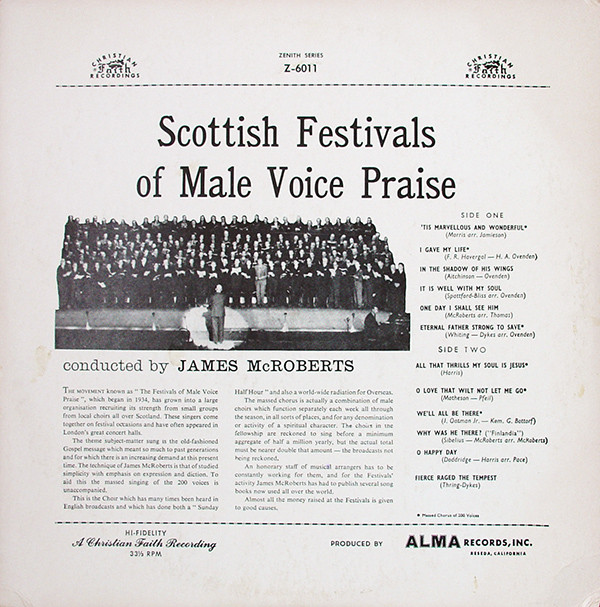 CHRISTIAN
Faith
RECORDINGS
ZENITH SERIES
Z-6011
CHRISTIAN
Faith
RECORDINGS
Scottish Festivals
of Male Voice Praise
conducted by JAMES McROBERTS
THE MOVEMENT known as " The Festivals of Male Voice
Praise ", which began in 1934, has grown into a large
organisation recruiting its strength from small groups
from local choirs all over Scotland. These singers come
together on festival occasions and have often appeared in
London's great concert halls.
The theme subject-matter sung is the old-fashioned
Gospel message which meant so much to past generations
and for which there is an increasing demand at this present
time. The technique of James McRoberts is that of studied
simplicity with emphasis on expression and diction. To
aid this the massed singing of the 200 voices is
unaccompanied.
This is the Choir which has many times been heard in
English broadcasts and which has done both a " Sunday
Half Hour " and also a world-wide radiation for Overseas.
The massed chorus is actually a combination of male
choirs which function separately each week all through
the season, in all sorts of places, and for any denomination
or activity of a spiritual character. The choirs in the
fellowship are reckoned to sing before a minimum
aggregate of half a million yearly, but the actual total
must be nearer double that amount — the broadcasts not
being reckoned.
An honorary staff of musical arrangers has to be
constantly working for them, and for the Festivals'
activity James McRoberts has had to publish several song
books now used all over the world.
Almost all the money raised at the Festivals is given
to good causes.
SIDE ONE
'TIS MARVELLOUS AND WONDERFUL*
(Morris arr. Jamieson)
I GAVE MY LIFE*
(F. R. Havergal — H. A. Ovenden)
IN THE SHADOW OF HIS WINGS
(Aitchinson — Ovenden)
IT IS WELL WITH MY SOUL
(Spattford-Bliss arr. Ovenden)
ONE DAY I SHALL SEE HIM
(McRoberts arr. Thomas)
ETERNAL FATHER STRONG TO SAVE*
(Whiting — Dykes arr. Ovenden)
SIDE TWO
ALL THAT THRILLS MY SOUL IS JESUS*
(Harris)
O LOVE THAT WILT NOT LET ME GO*
(Matheson — Pfeil)
WE'LL ALL BE THERE*
(I. Ootman Jr. — Kem, G. Bottorf)
WHY WAS HE THERE? ("Finlandia")
(Sibelius — McRoberts arr. McRoberts)
O HAPPY DAY
(Doddridge — Harris arr. Pace)
FIERCE RAGED THE TEMPEST
(Thring-Dykes)
* Massed Chorus of 200 Voices
HI-FIDELITY
A Christian Faith Recording
33⅓ RPM
PRODUCED BY
ALMA RECORDS, INC.
RESEDA, CALIFORNIA